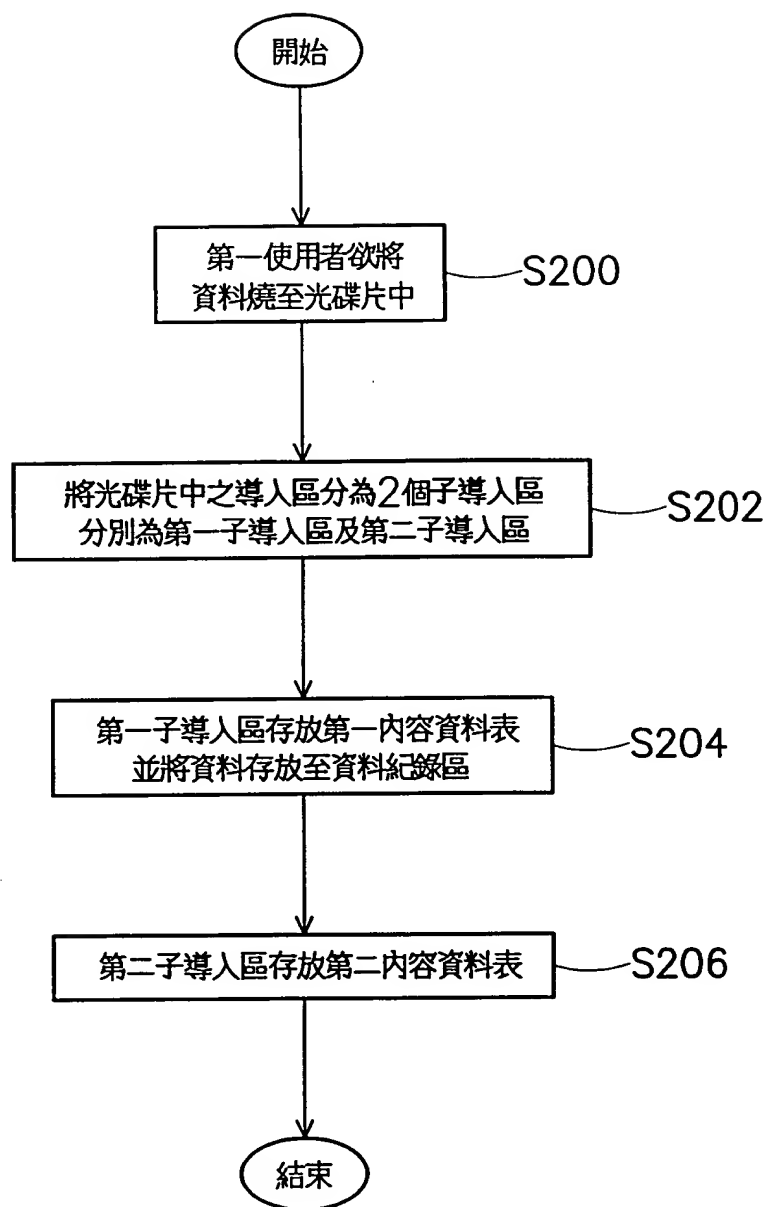 開始
第一使用者欲將
資料燒至光碟片中
S200
將光碟片中之導入區分為2個子導入區
分別為第一子導入區及第二子導入區
S202
第一子導入區存放第一內容資料表
並將資料存放至資料紀錄區
S204
第二子導入區存放第二內容資料表
S206
結束